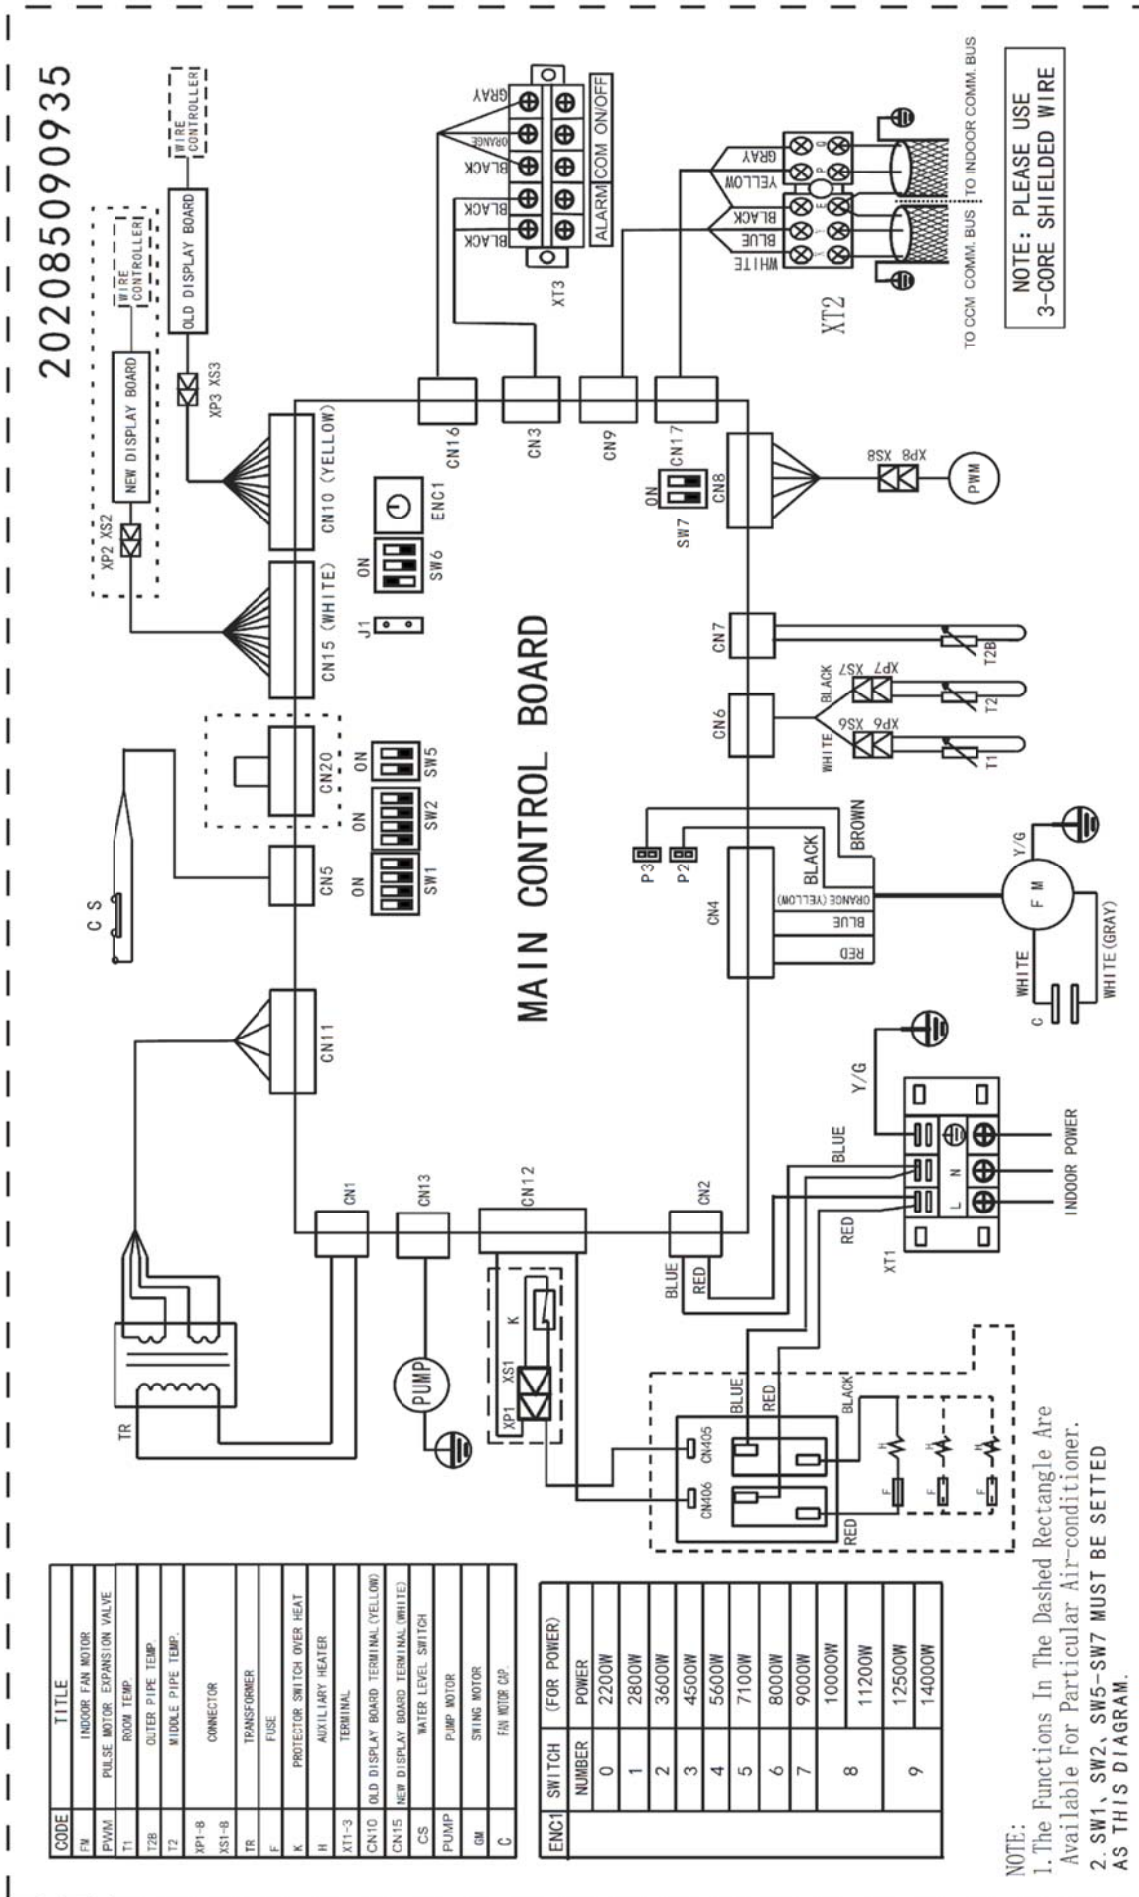 202085090935
WIRE
CONTROLLER
WIRE
CONTROLLER
NEW DISPLAY BOARD
OLD DISPLAY BOARD
XP2 XS2
XP3 XS3
CN15 (WHITE)
CN10 (YELLOW)
C S
CN11
CN5
CN20
TR
ON
SW1
ON
SW2
ON
SW5
J1
ON
SW6
ENC1
MAIN CONTROL BOARD
CN1
CN13
CN12
CN2
PUMP
XP1 XS1
K
CN16
CN3
CN9
CN17
GRAY
ORANGE
BLACK
BLACK
BLACK
ALARM COM ON/OFF
XT3
GRAY
YELLOW
BLACK
BLUE
WHITE
Q
P
E
Y
X
XT2
TO CCM COMM. BUS
TO INDOOR COMM. BUS
NOTE: PLEASE USE
3-CORE SHIELDED WIRE
ON
SW7
CN8
XS8
XP8
PWM
CN7
T2B
CN6
BLACK
XS7
XP7
T2
WHITE
XS6
XP6
T1
P3
P2
CN4
BROWN
BLACK
ORANGE(YELLOW)
BLUE
RED
F M
Y/G
WHITE
WHITE(GRAY)
C
BLUE
RED
BLUE
RED
Y/G
L
N
XT1
INDOOR POWER
CN406
CN405
BLUE
RED
BLACK
RED
F
H
F
H
F
H
CODE TITLE
FM INDOOR FAN MOTOR
PWM PULSE MOTOR EXPANSION VALVE
T1 ROOM TEMP.
T2B OUTER PIPE TEMP.
T2 MIDDLE PIPE TEMP.
XP1-8
XS1-8
CONNECTOR
TR TRANSFORMER
F FUSE
K PROTECTOR SWITCH OVER HEAT
H AUXILIARY HEATER
XT1-3 TERMINAL
CN10 OLD DISPLAY BOARD TERMINAL(YELLOW)
CN15 NEW DISPLAY BOARD TERMINAL(WHITE)
CS WATER LEVEL SWITCH
PUMP PUMP MOTOR
GM SWING MOTOR
C FAN MOTOR CAP.
ENC1 SWITCH (FOR POWER)
NUMBER POWER
0 2200W
1 2800W
2 3600W
3 4500W
4 5600W
5 7100W
6 8000W
7 9000W
8 10000W
11200W
9 12500W
14000W
NOTE:
1. The Functions In The Dashed Rectangle Are
Available For Particular Air-conditioner.
2. SW1、SW2、SW5-SW7 MUST BE SETTED
AS THIS DIAGRAM.